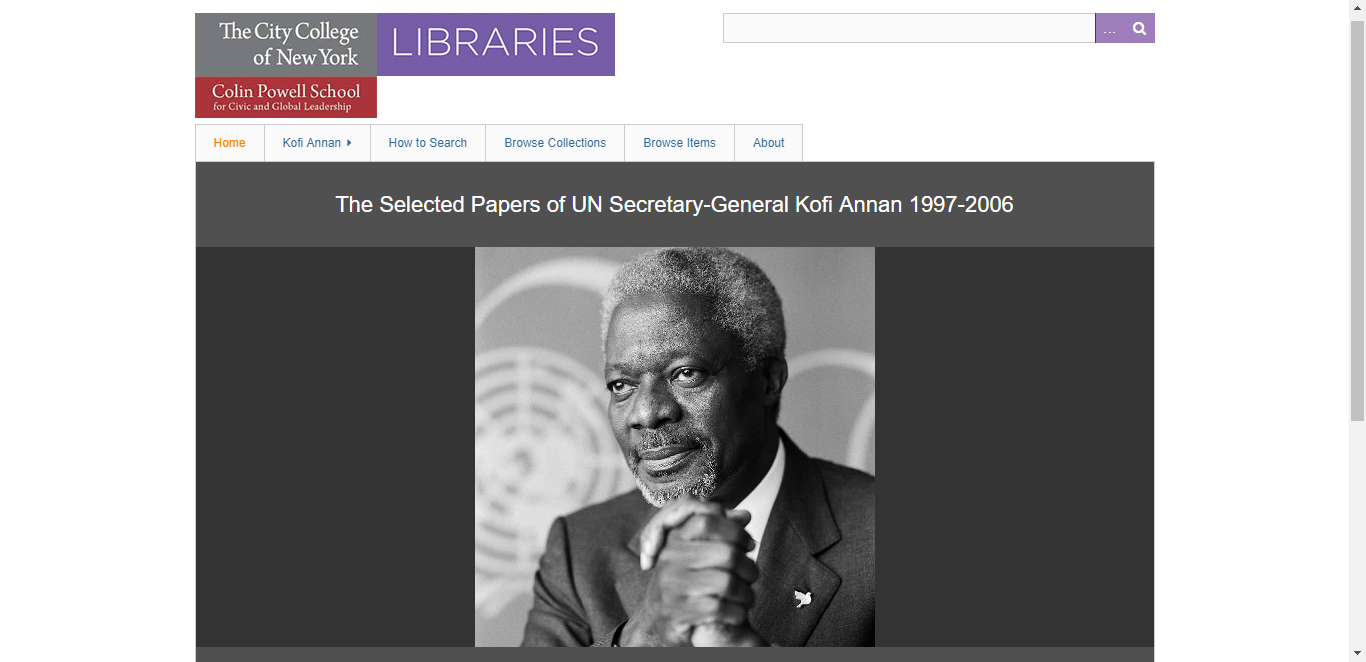 The City College
of New York
LIBRARIES
Colin Powell School
for Civic and Global Leadership
...
Home
Kofi Annan
How to Search
Browse Collections
Browse Items
About
The Selected Papers of UN Secretary-General Kofi Annan 1997-2006